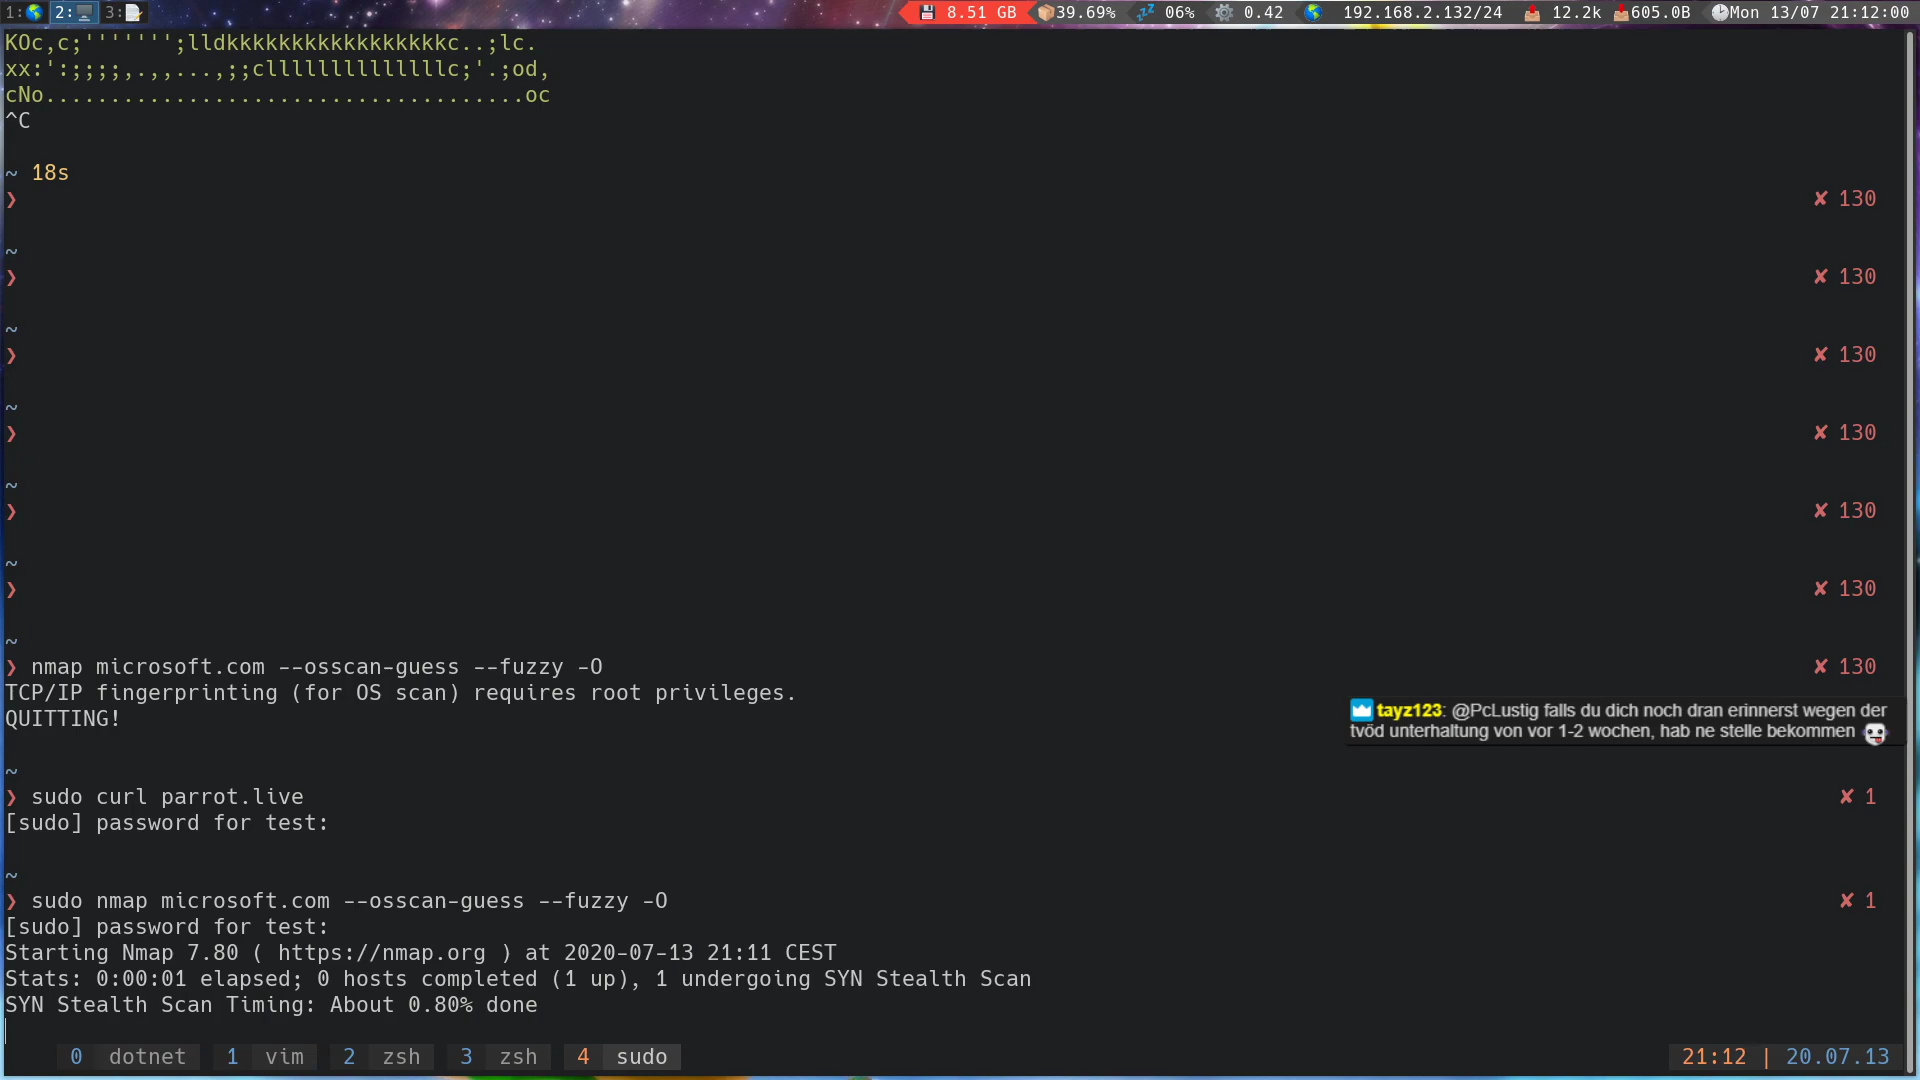 1: 2: 3: 8.51 GB 39.69% 06% 0.42 192.168.2.132/24 12.2k 605.0B Mon 13/07 21:12:00
KOc,c;''''''';lldkkkkkkkkkkkkkkkkkc..;lc.
xx:':;;;;,.,,...,;;clllllllllllllllc;'.;od,
cNo.....................................oc
^C
~ 18s
❯ ✘ 130
~
❯ ✘ 130
~
❯ ✘ 130
~
❯ ✘ 130
~
❯ ✘ 130
~
❯ ✘ 130
~
❯ nmap microsoft.com --osscan-guess --fuzzy -O ✘ 130
TCP/IP fingerprinting (for OS scan) requires root privileges.
QUITTING!
tayz123: @PcLustig falls du dich noch dran erinnerst wegen der
tvöd unterhaltung von vor 1-2 wochen, hab ne stelle bekommen
~
❯ sudo curl parrot.live ✘ 1
[sudo] password for test:
~
❯ sudo nmap microsoft.com --osscan-guess --fuzzy -O ✘ 1
[sudo] password for test:
Starting Nmap 7.80 ( https://nmap.org ) at 2020-07-13 21:11 CEST
Stats: 0:00:01 elapsed; 0 hosts completed (1 up), 1 undergoing SYN Stealth Scan
SYN Stealth Scan Timing: About 0.80% done
0 dotnet 1 vim 2 zsh 3 zsh 4 sudo 21:12 | 20.07.13